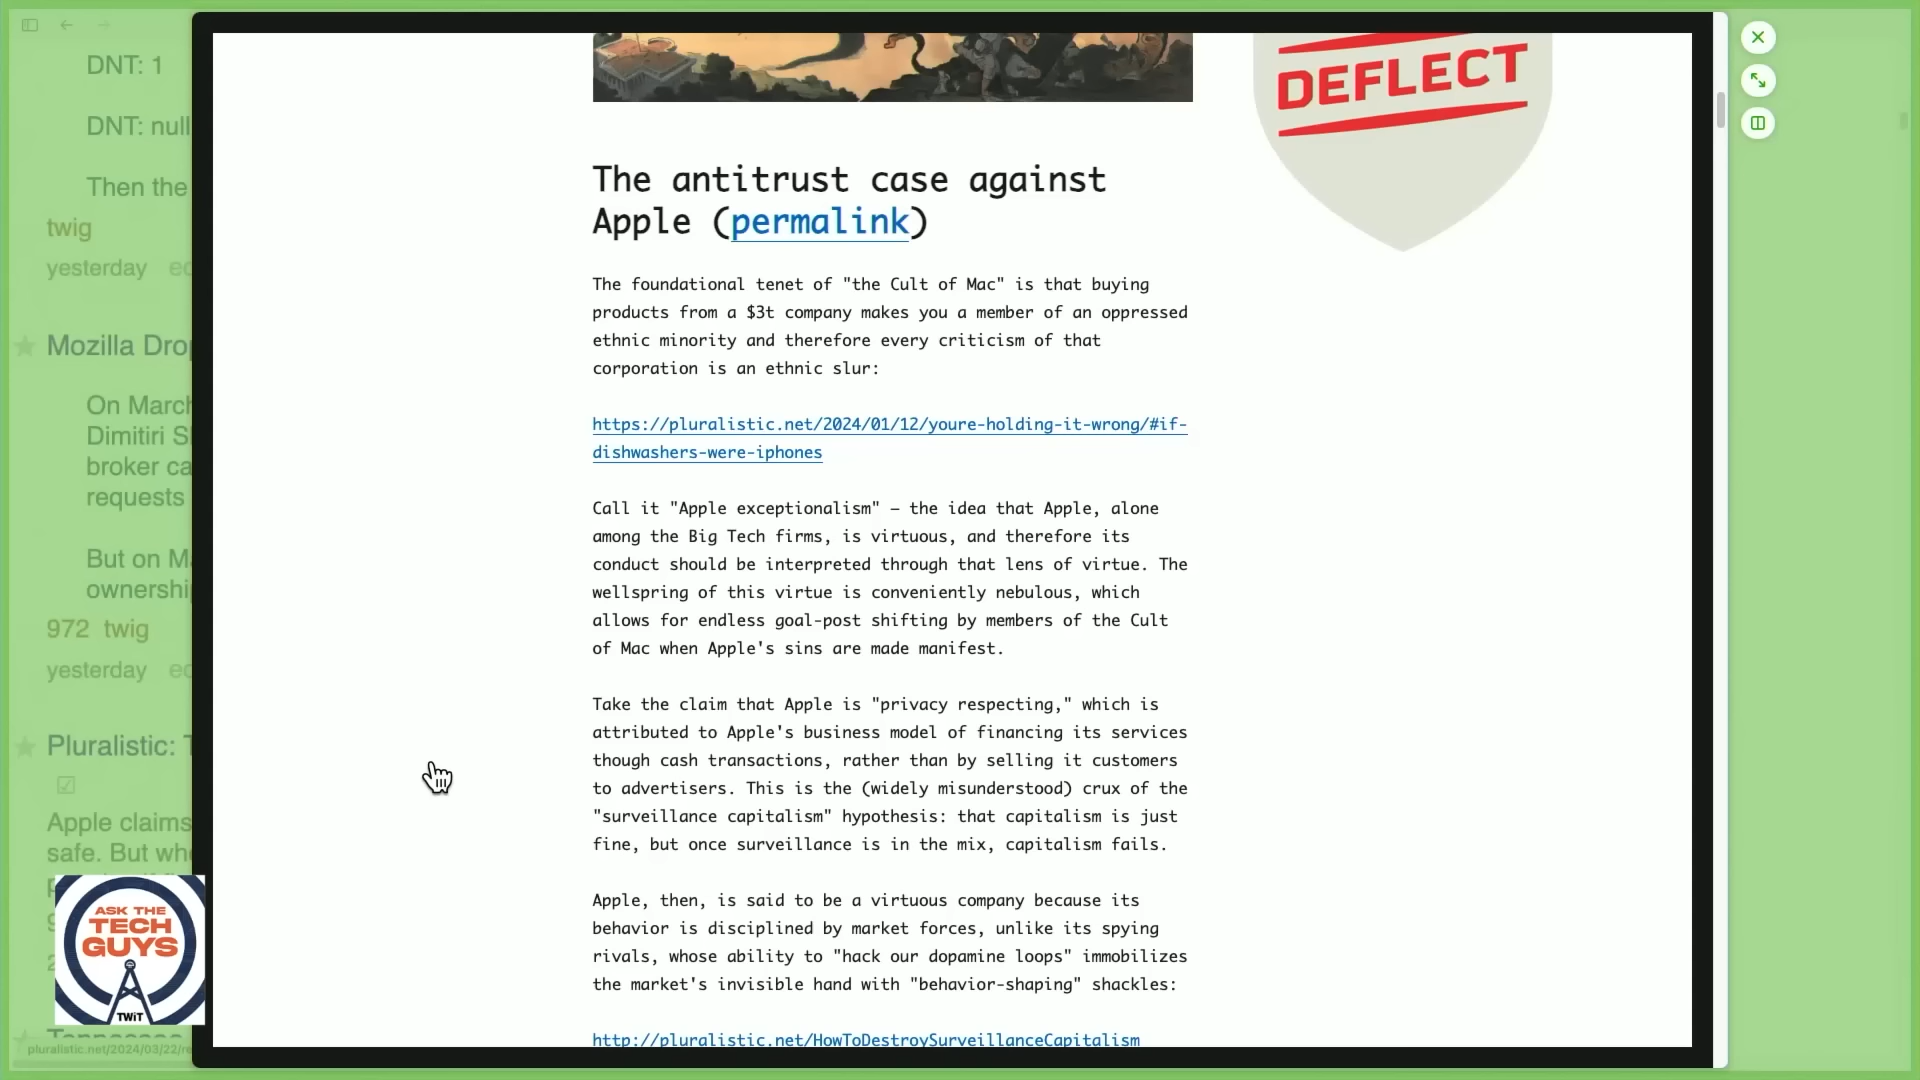 DNT: 1
DNT: null
Then the
twig
yesterday
Mozilla Drop
On March
Dimitiri S
broker ca
requests
But on Ma
ownership
972 twig
yesterday
Pluralistic: T
Apple claims
safe. But whe
ASK THE
TECH
GUYS
TWiT
pluralistic.net/2024/03/22/re
DEFLECT
The antitrust case against
Apple (permalink)
The foundational tenet of "the Cult of Mac" is that buying
products from a $3t company makes you a member of an oppressed
ethnic minority and therefore every criticism of that
corporation is an ethnic slur:
https://pluralistic.net/2024/01/12/youre-holding-it-wrong/#if-
dishwashers-were-iphones
Call it "Apple exceptionalism" – the idea that Apple, alone
among the Big Tech firms, is virtuous, and therefore its
conduct should be interpreted through that lens of virtue. The
wellspring of this virtue is conveniently nebulous, which
allows for endless goal-post shifting by members of the Cult
of Mac when Apple's sins are made manifest.
Take the claim that Apple is "privacy respecting," which is
attributed to Apple's business model of financing its services
though cash transactions, rather than by selling it customers
to advertisers. This is the (widely misunderstood) crux of the
"surveillance capitalism" hypothesis: that capitalism is just
fine, but once surveillance is in the mix, capitalism fails.
Apple, then, is said to be a virtuous company because its
behavior is disciplined by market forces, unlike its spying
rivals, whose ability to "hack our dopamine loops" immobilizes
the market's invisible hand with "behavior-shaping" shackles:
http://pluralistic.net/HowToDestroySurveillanceCapitalism